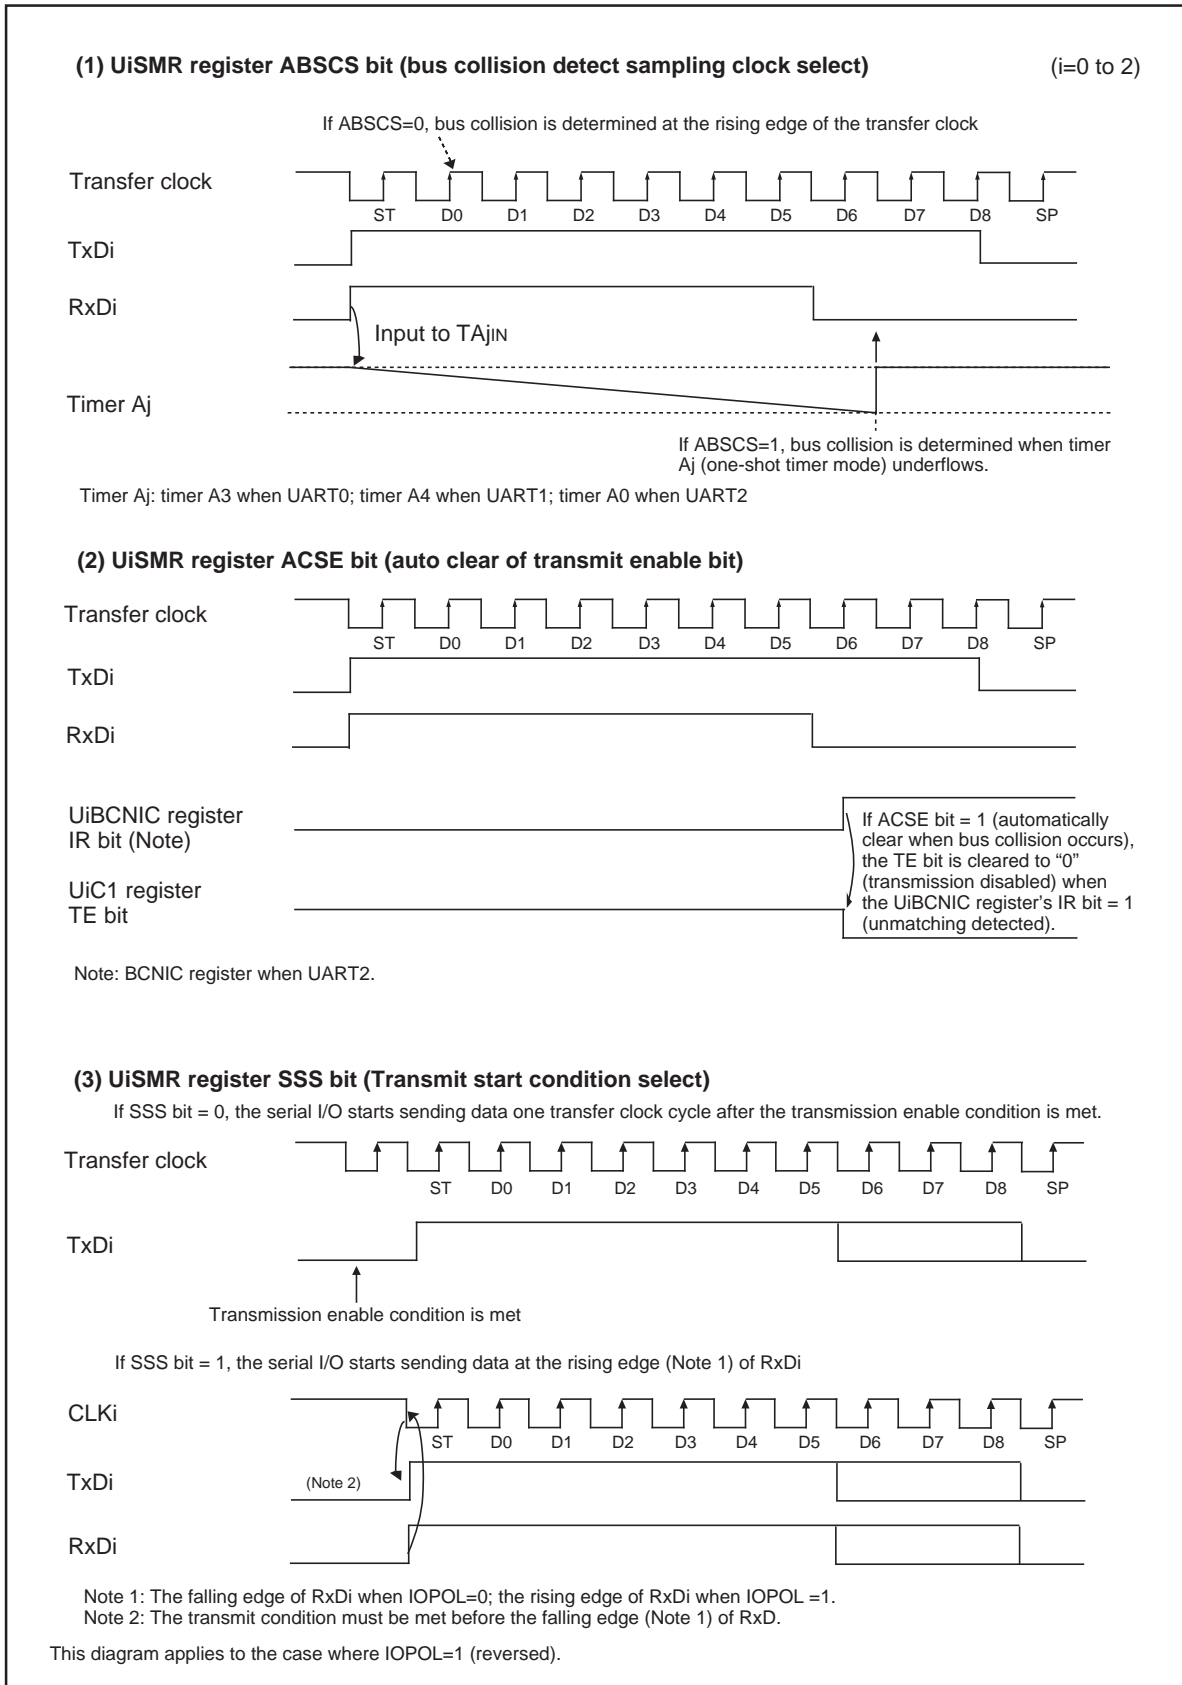 (1) UiSMR register ABSCS bit (bus collision detect sampling clock select) (i=0 to 2)
If ABSCS=0, bus collision is determined at the rising edge of the transfer clock
Transfer clock
ST D0 D1 D2 D3 D4 D5 D6 D7 D8 SP
TxDi
RxDi
Input to TAjIN
Timer Aj
If ABSCS=1, bus collision is determined when timer
Aj (one-shot timer mode) underflows.
Timer Aj: timer A3 when UART0; timer A4 when UART1; timer A0 when UART2
(2) UiSMR register ACSE bit (auto clear of transmit enable bit)
Transfer clock
ST D0 D1 D2 D3 D4 D5 D6 D7 D8 SP
TxDi
RxDi
UiBCNIC register
IR bit (Note)
If ACSE bit = 1 (automatically
clear when bus collision occurs),
the TE bit is cleared to “0”
(transmission disabled) when
the UiBCNIC register’s IR bit = 1
(unmatching detected).
UiC1 register
TE bit
Note: BCNIC register when UART2.
(3) UiSMR register SSS bit (Transmit start condition select)
If SSS bit = 0, the serial I/O starts sending data one transfer clock cycle after the transmission enable condition is met.
Transfer clock
ST D0 D1 D2 D3 D4 D5 D6 D7 D8 SP
TxDi
Transmission enable condition is met
If SSS bit = 1, the serial I/O starts sending data at the rising edge (Note 1) of RxDi
CLKi
ST D0 D1 D2 D3 D4 D5 D6 D7 D8 SP
TxDi
(Note 2)
RxDi
Note 1: The falling edge of RxDi when IOPOL=0; the rising edge of RxDi when IOPOL =1.
Note 2: The transmit condition must be met before the falling edge (Note 1) of RxD.
This diagram applies to the case where IOPOL=1 (reversed).